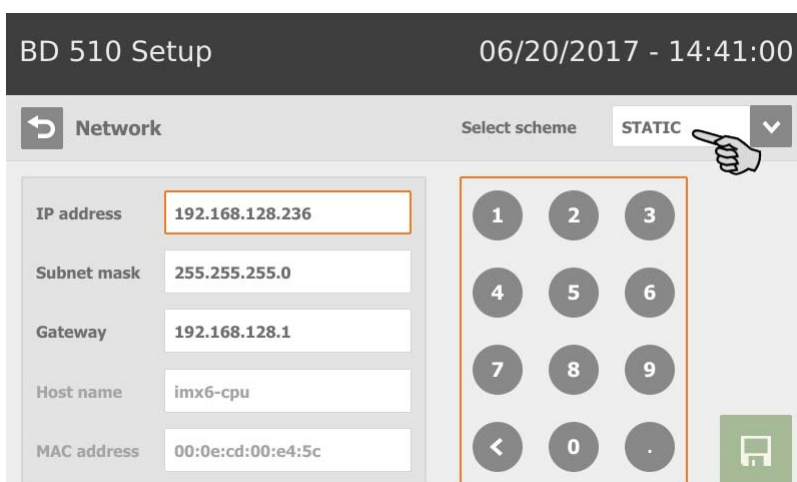 BD 510 Setup
06/20/2017 - 14:41:00
Network
Select scheme
STATIC
IP address
192.168.128.236
Subnet mask
255.255.255.0
Gateway
192.168.128.1
Host name
imx6-cpu
MAC address
00:0e:cd:00:e4:5c
1 2 3
4 5 6
7 8 9
< 0 .